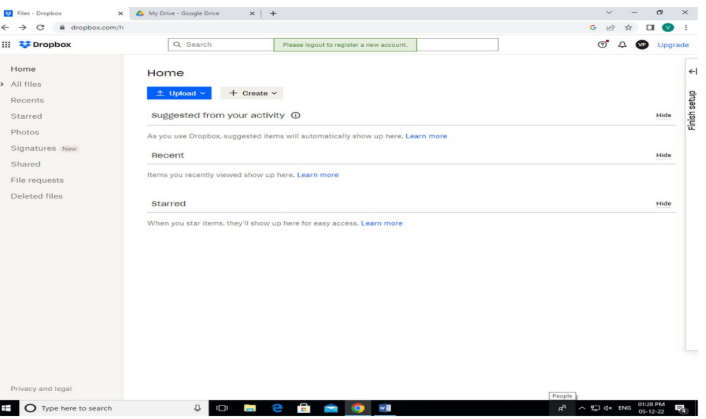 Files - Dropbox
My Drive - Google Drive
dropbox.com/h
Dropbox
Search
Please logout to register a new account.
VP
Upgrade
Home
All files
Recents
Starred
Photos
Signatures New
Shared
File requests
Deleted files
Privacy and legal
Home
Upload
Create
Suggested from your activity
Hide
As you use Dropbox, suggested items will automatically show up here. Learn more
Recent
Hide
Items you recently viewed show up here. Learn more
Starred
Hide
When you star items, they'll show up here for easy access. Learn more
Finish setup
People
Type here to search
ENG
01:28 PM
05-12-22